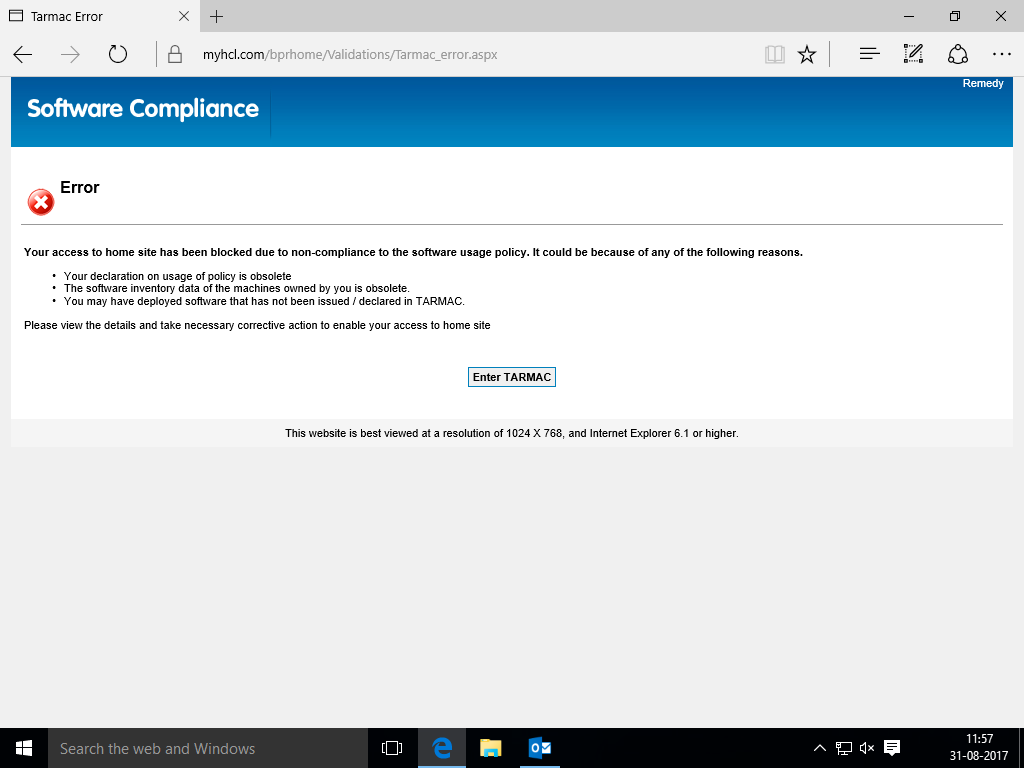 Tarmac Error
myhcl.com/bprhome/Validations/Tarmac_error.aspx
Remedy
Software Compliance
Error
Your access to home site has been blocked due to non-compliance to the software usage policy. It could be because of any of the following reasons.
• Your declaration on usage of policy is obsolete
• The software inventory data of the machines owned by you is obsolete.
• You may have deployed software that has not been issued / declared in TARMAC.
Please view the details and take necessary corrective action to enable your access to home site
Enter TARMAC
This website is best viewed at a resolution of 1024 X 768, and Internet Explorer 6.1 or higher.
Search the web and Windows
11:57
31-08-2017